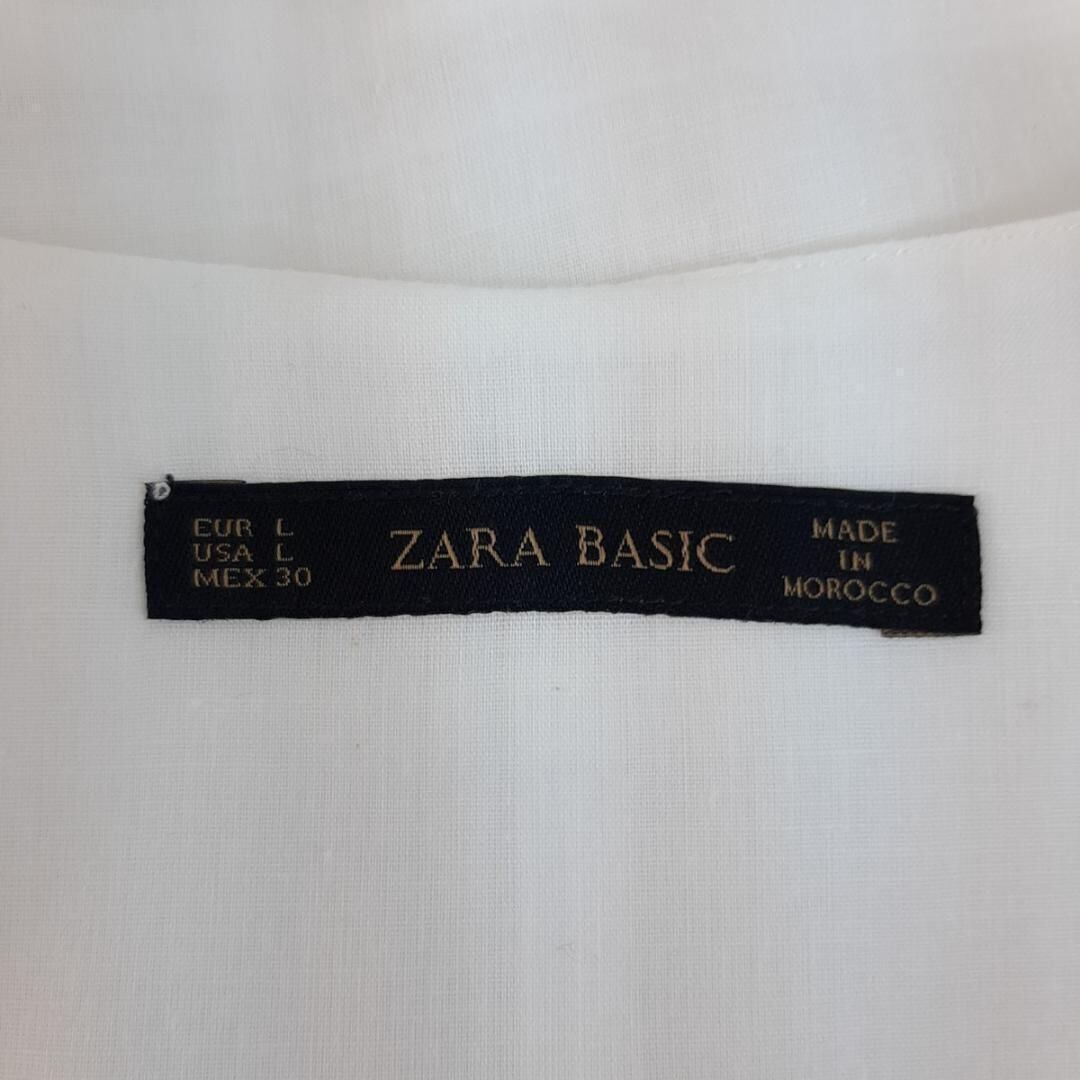 EUR L
USA L
MEX 30
ZARA BASIC
MADE
IN
MOROCCO